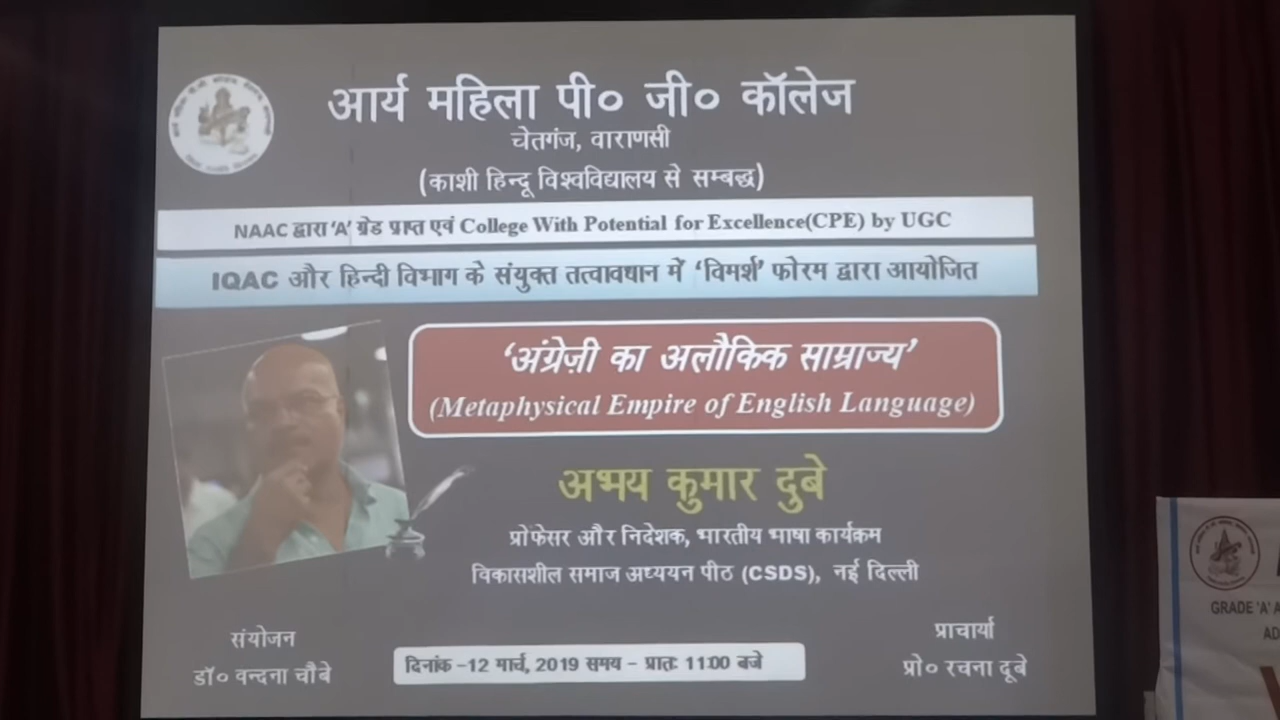 आर्य महिला पी० जी० कॉलेज
चेतगंज, वाराणसी
(काशी हिन्दू विश्वविद्यालय से सम्बद्ध)
NAAC द्वारा 'A' ग्रेड प्राप्त एवं College With Potential for Excellence(CPE) by UGC
IQAC और हिन्दी विभाग के संयुक्त तत्वावधान में 'विमर्श' फोरम द्वारा आयोजित
'अंग्रेज़ी का अलौकिक साम्राज्य'
(Metaphysical Empire of English Language)
अभय कुमार दुबे
प्रोफेसर और निदेशक, भारतीय भाषा कार्यक्रम
विकासशील समाज अध्ययन पीठ (CSDS), नई दिल्ली
संयोजन
डॉ० वन्दना चौबे
दिनांक -12 मार्च, 2019 समय - प्रातः 11:00 बजे
प्राचार्या
प्रो० रचना दूबे
GRADE 'A' A
AD